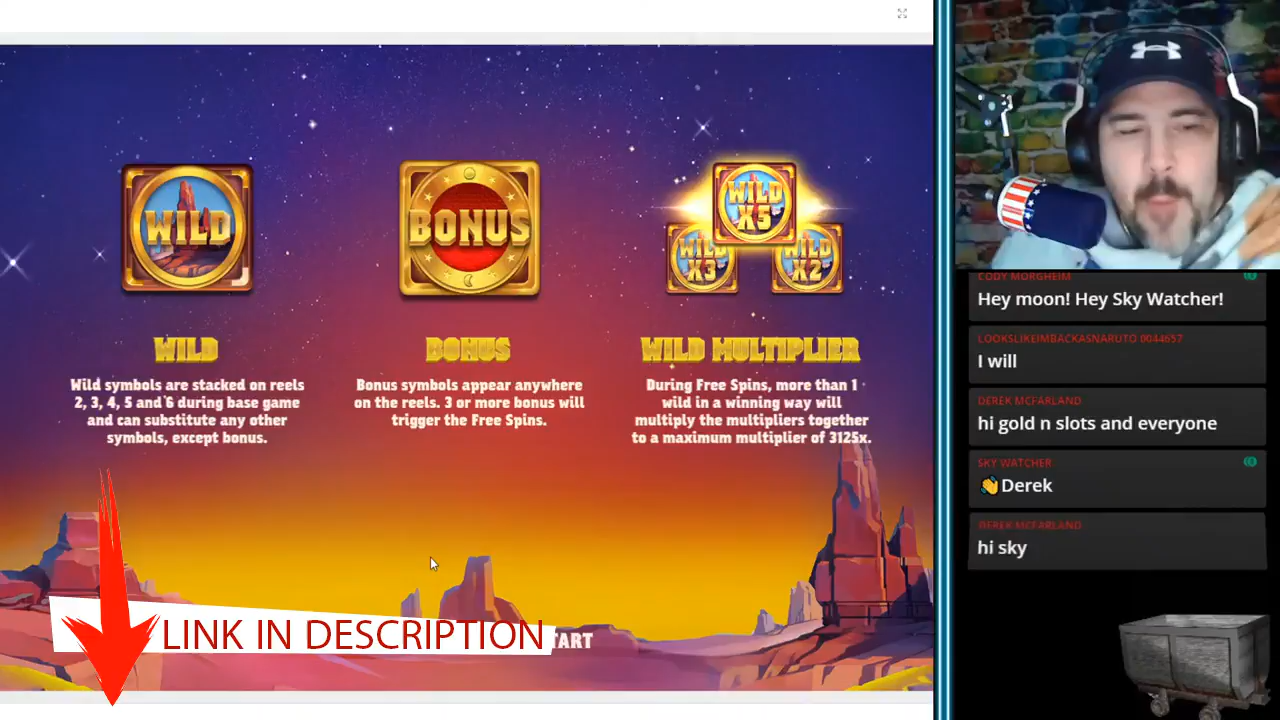 WILD
BONUS
WILD
X5
WILD
X3
WILD
X2
WILD
BONUS
WILD MULTIPLIER
Wild symbols are stacked on reels
2, 3, 4, 5 and 6 during base game
and can substitute any other
symbols, except bonus.
Bonus symbols appear anywhere
on the reels. 3 or more bonus will
trigger the Free Spins.
During Free Spins, more than 1
wild in a winning way will
multiply the multipliers together
to a maximum multiplier of 3125x.
LINK IN DESCRIPTION
TART
CODY MORGHEIM
Hey moon! Hey Sky Watcher!
LOOKSLIKEIMBACKASNARUTO 0044657
I will
DEREK MCFARLAND
hi gold n slots and everyone
SKY WATCHER
👏Derek
DEREK MCFARLAND
hi sky